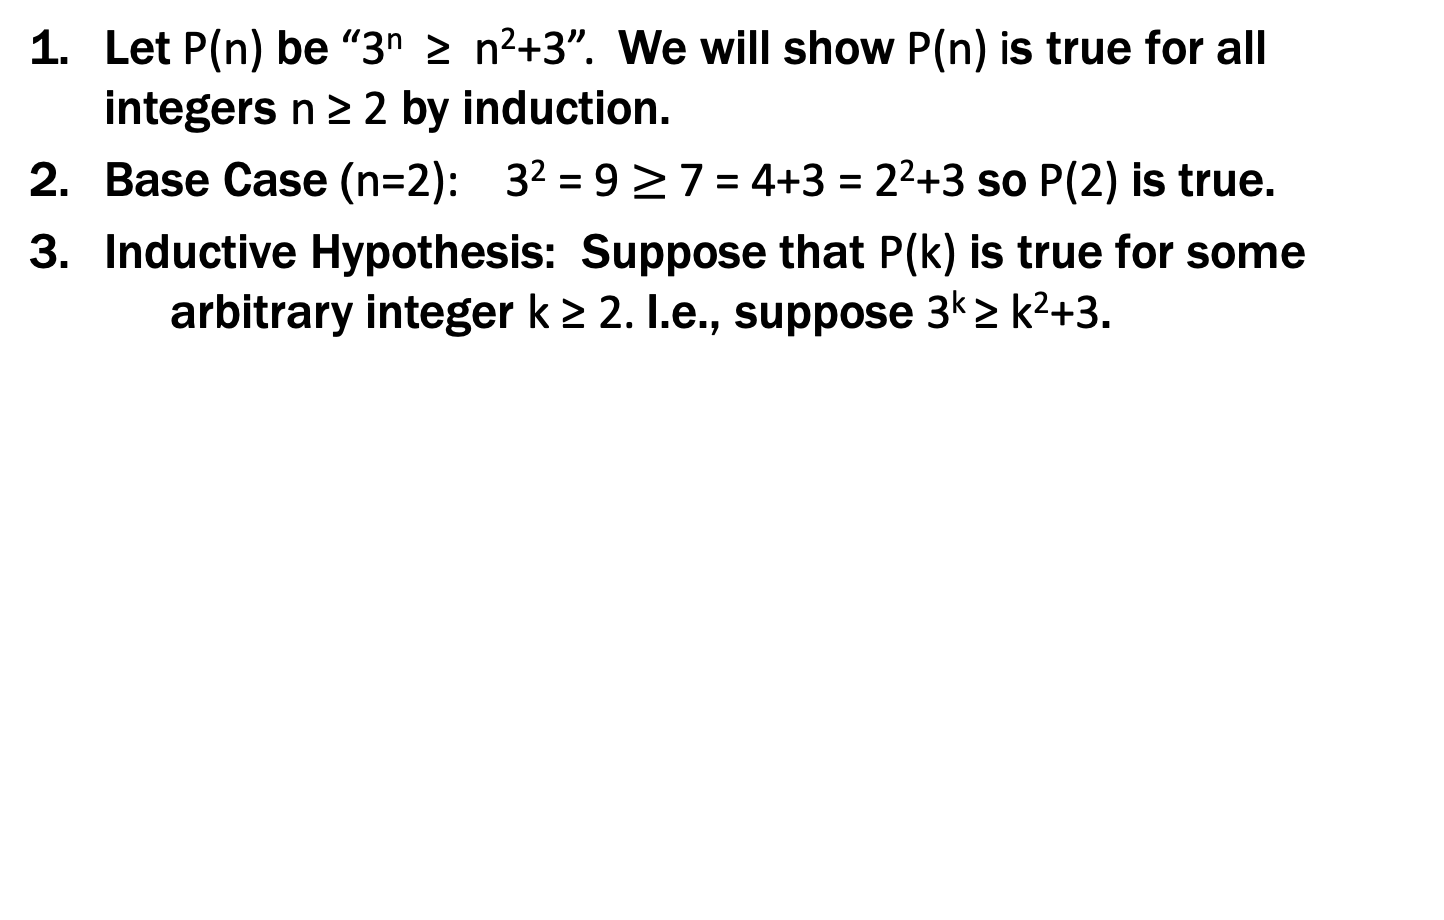 1. Let P(n) be “3ⁿ ≥ n²+3”. We will show P(n) is true for all
integers n ≥ 2 by induction.
2. Base Case (n=2): 3² = 9 ≥ 7 = 4+3 = 2²+3 so P(2) is true.
3. Inductive Hypothesis: Suppose that P(k) is true for some
arbitrary integer k ≥ 2. I.e., suppose 3ᵏ ≥ k²+3.